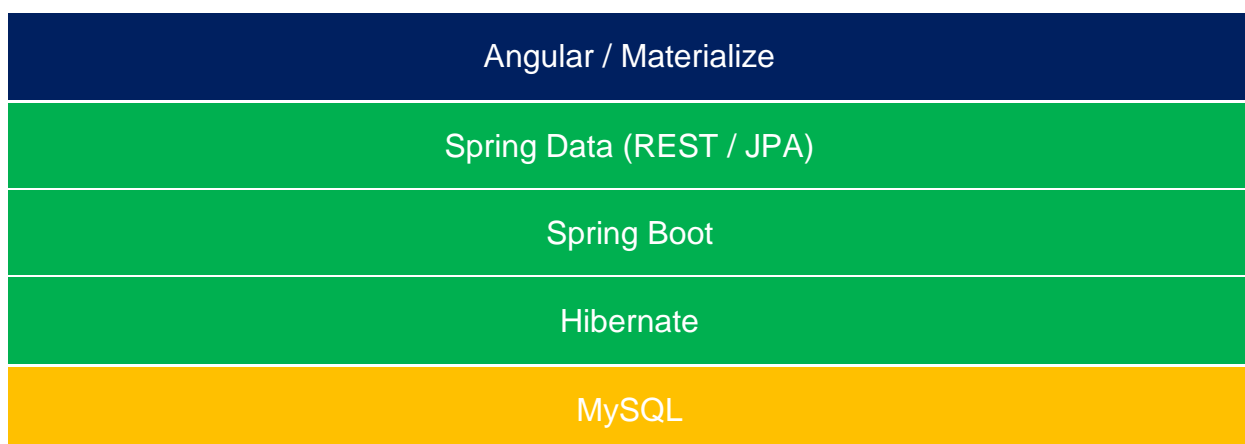 Angular / Materialize
Spring Data (REST / JPA)
Spring Boot
Hibernate
MySQL